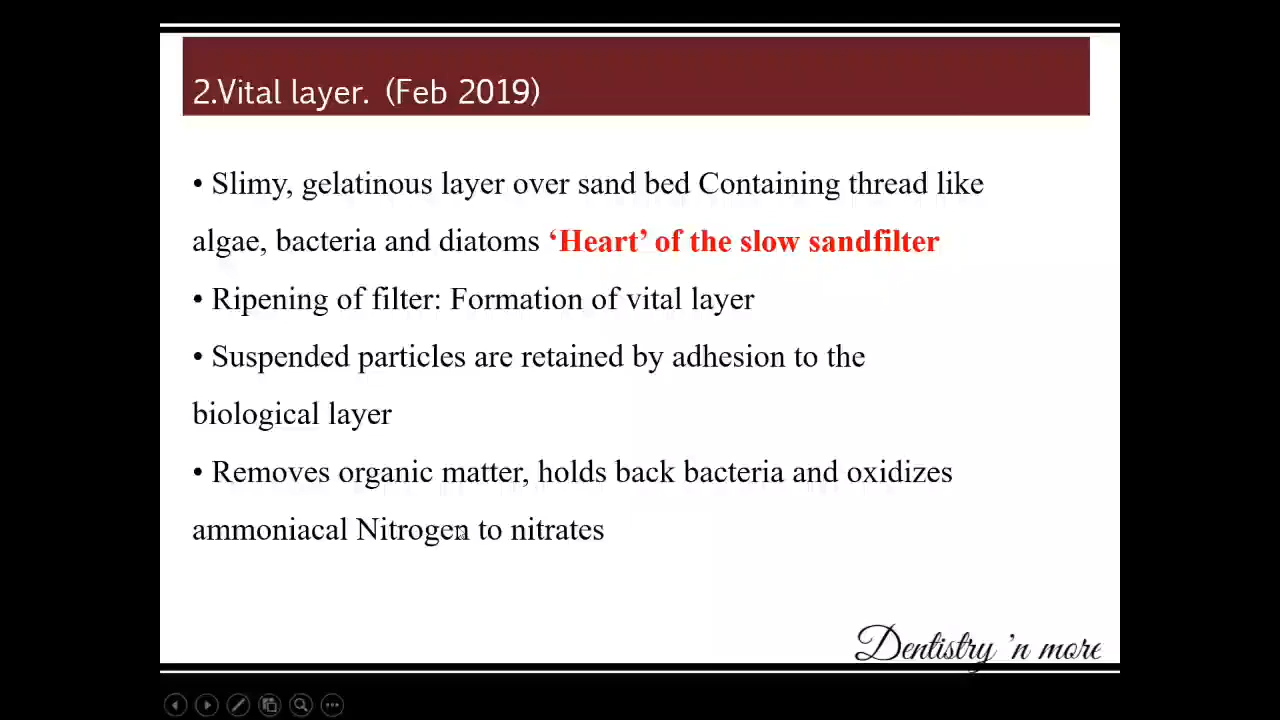 2.Vital layer. (Feb 2019)
• Slimy, gelatinous layer over sand bed Containing thread like
algae, bacteria and diatoms ‘Heart’ of the slow sandfilter
• Ripening of filter: Formation of vital layer
• Suspended particles are retained by adhesion to the
biological layer
• Removes organic matter, holds back bacteria and oxidizes
ammoniacal Nitrogen to nitrates
Dentistry ’n more